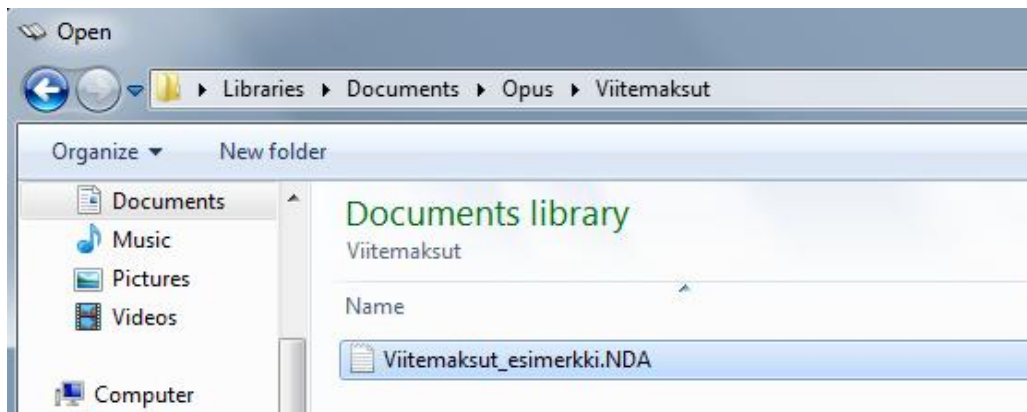 Open
Libraries Documents Opus Viitemaksut
Organize New folder
Documents
Music
Pictures
Videos
Computer
Documents library
Viitemaksut
Name
Viitemaksut_esimerkki.NDA